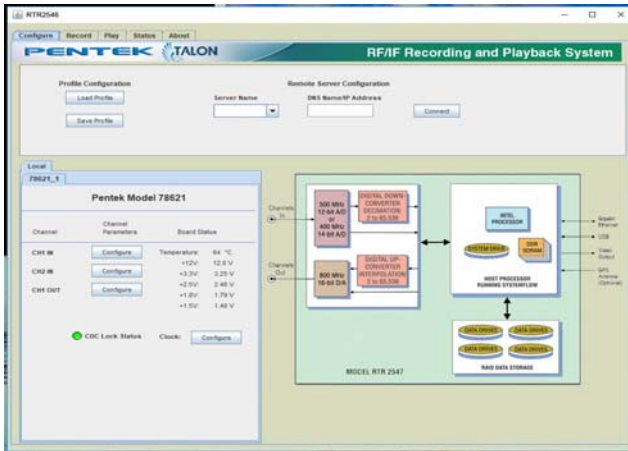 RTR2546
Configure Record Play Status About
PENTEK TALON
RF/IF Recording and Playback System
Profile Configuration
Load Profile
Save Profile
Remote Server Configuration
Server Name DNS Name/IP Address
Connect
Local
78621_1
Pentek Model 78621
Channel Channel Parameters Board Status
CH1 IN Configure Temperature: 64 °C
+12V: 12.0 V
CH2 IN Configure +3.3V: 3.25 V
+2.5V: 2.48 V
CH1 OUT Configure +1.8V: 1.79 V
+1.5V: 1.48 V
CDC Lock Status Clock: Configure
Channels
In
500 MHz
12-bit A/D
or
400 MHz
14-bit A/D
DIGITAL DOWN
CONVERTER
DECIMATION
2 to 65,536
Channels
Out
800 MHz
16-bit D/A
DIGITAL UP-
CONVERTER
INTERPOLATION
2 to 65,536
INTEL
PROCESSOR
SYSTEM DRIVE
DDR
SDRAM
HOST PROCESSOR
RUNNING SYSTEMFLOW
Gigabit
Ethernet
USB
Video
Output
GPS
Antenna
(Optional)
DATA DRIVES DATA DRIVES
DATA DRIVES DATA DRIVES
RAID DATA STORAGE
MODEL RTR 2547